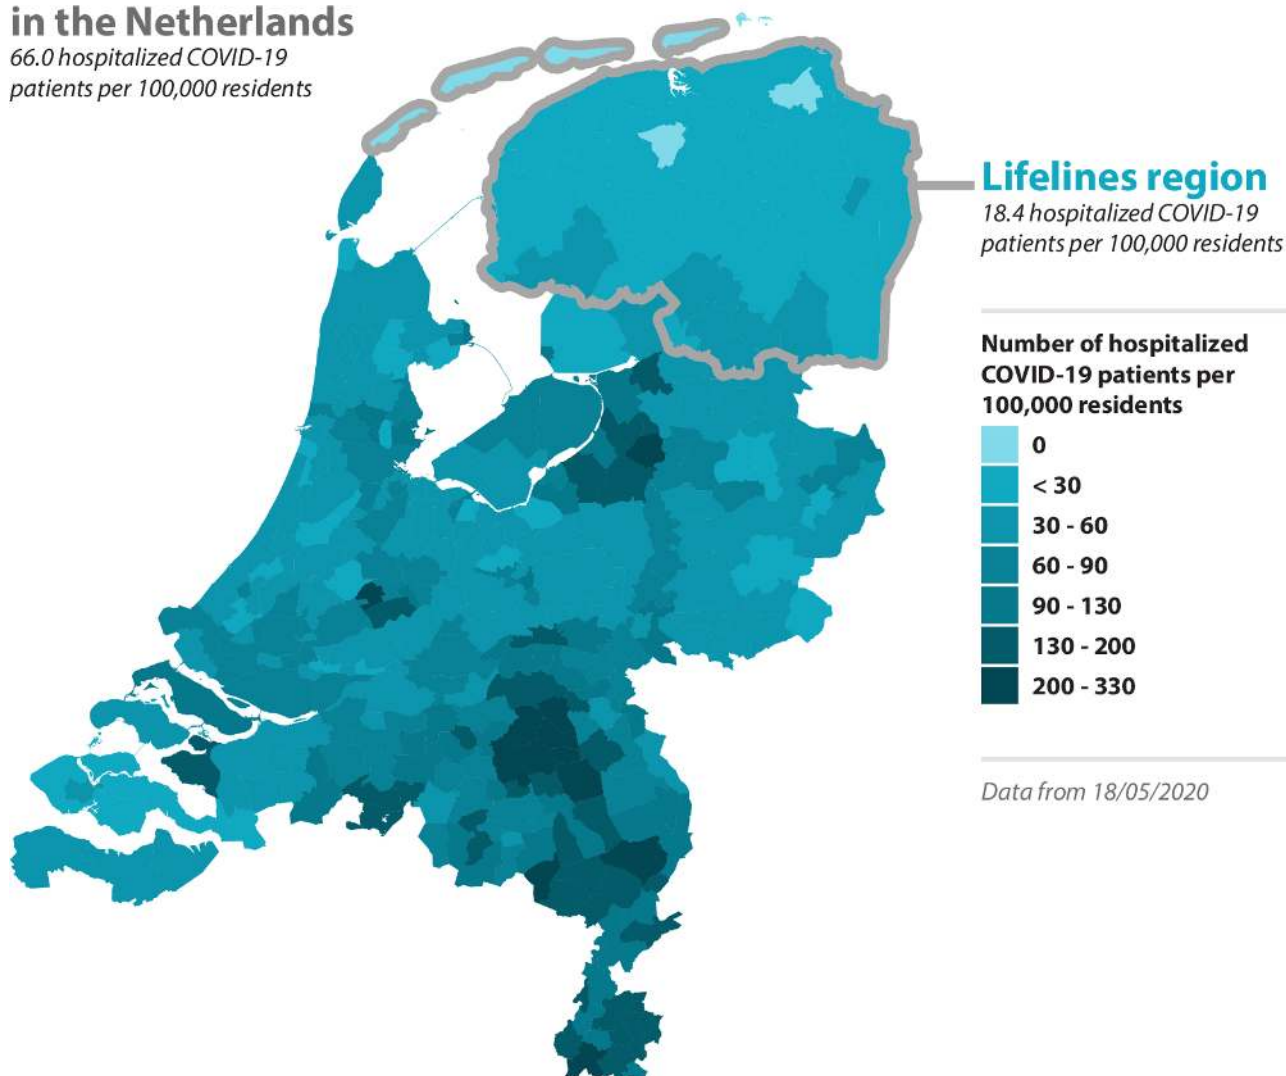 in the Netherlands
66.0 hospitalized COVID-19
patients per 100,000 residents
Lifelines region
18.4 hospitalized COVID-19
patients per 100,000 residents
Number of hospitalized
COVID-19 patients per
100,000 residents
0
< 30
30 - 60
60 - 90
90 - 130
130 - 200
200 - 330
Data from 18/05/2020